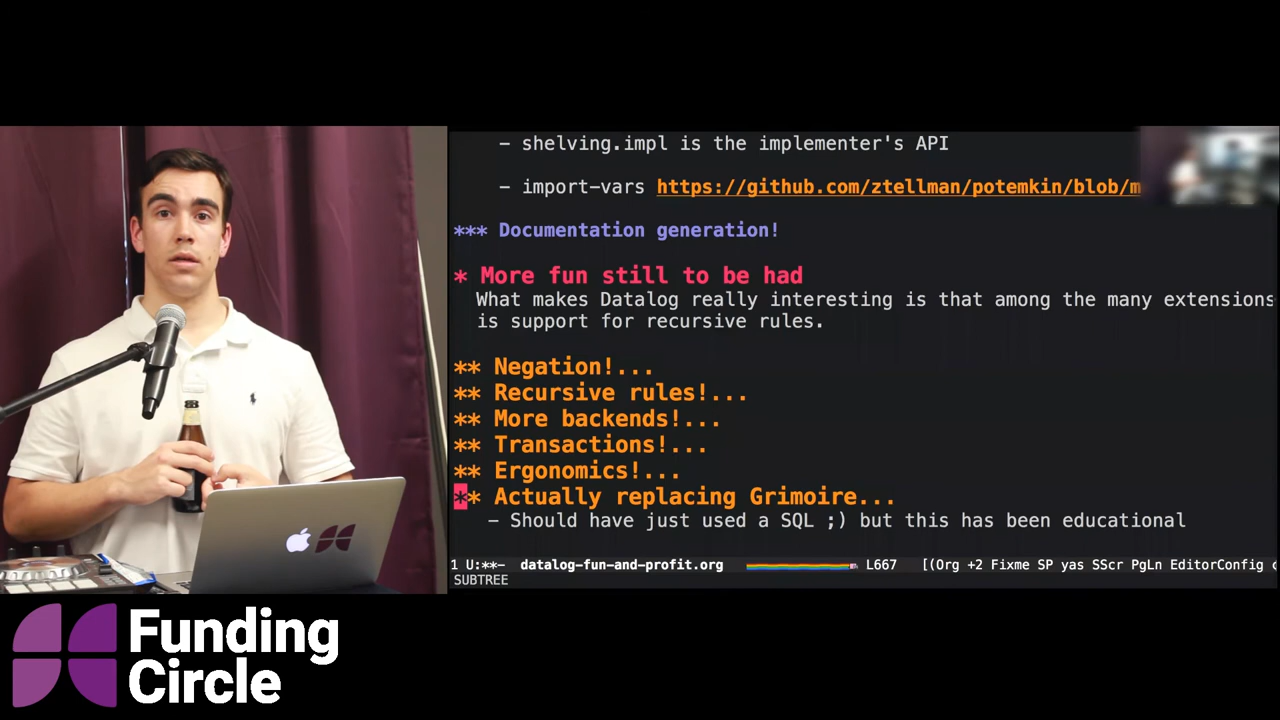 - shelving.impl is the implementer's API
- import-vars https://github.com/ztellman/potemkin/blob/m
*** Documentation generation!
* More fun still to be had
What makes Datalog really interesting is that among the many extensions
is support for recursive rules.
** Negation!...
** Recursive rules!...
** More backends!...
** Transactions!...
** Ergonomics!...
** Actually replacing Grimoire...
- Should have just used a SQL ;) but this has been educational
1 U:**- datalog-fun-and-profit.org L667 [(Org +2 Fixme SP yas SScr PgLn EditorConfig
SUBTREE
Funding
Circle